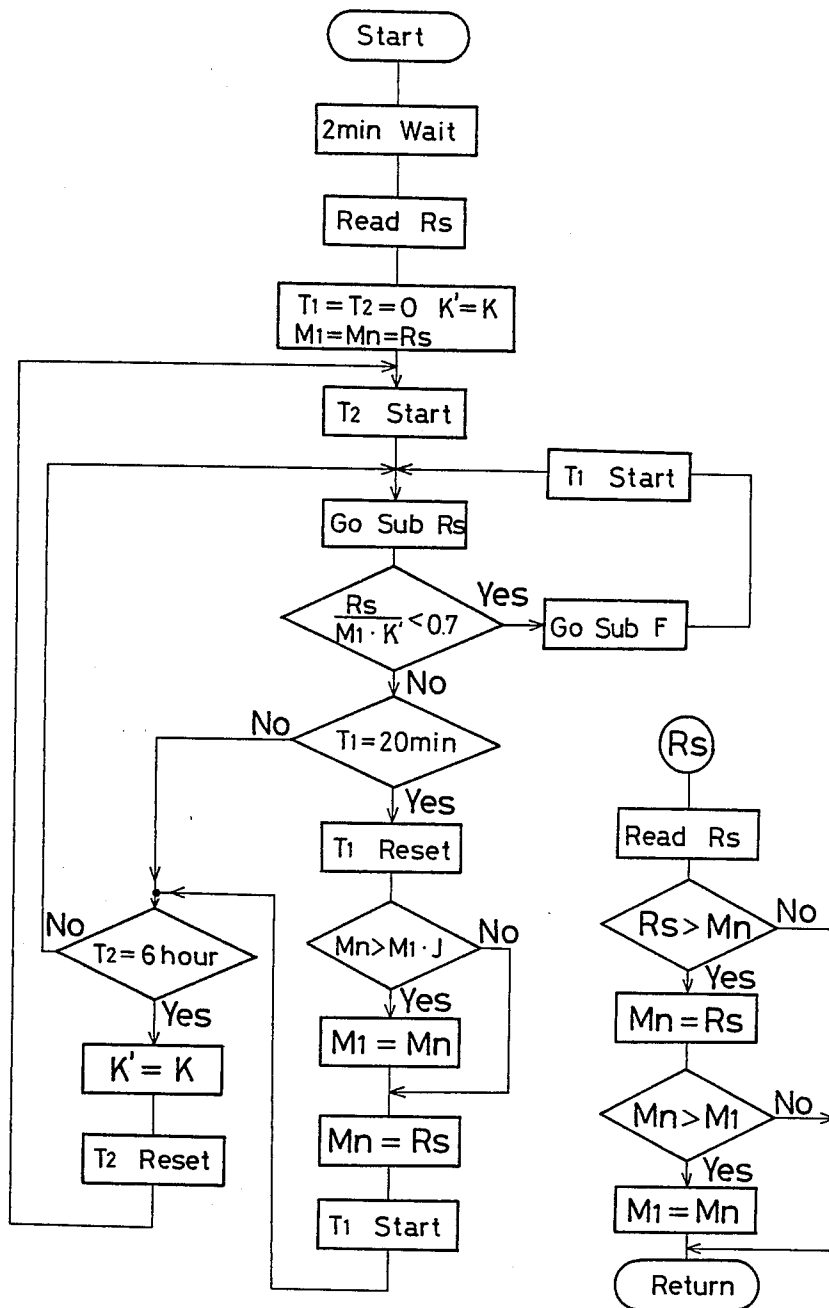 Start
2min Wait
Read Rs
T1=T2=0 K'=K
M1=Mn=Rs
T2 Start
T1 Start
Go Sub Rs
Rs
M1·K'
<0.7
Yes
Go Sub F
No
T1=20min
No
Yes
T1 Reset
Mn>M1·J
No
Yes
M1=Mn
Mn=Rs
T1 Start
No
T2=6hour
Yes
K'=K
T2 Reset
Rs
Read Rs
Rs>Mn
No
Yes
Mn=Rs
Mn>M1
No
Yes
M1=Mn
Return